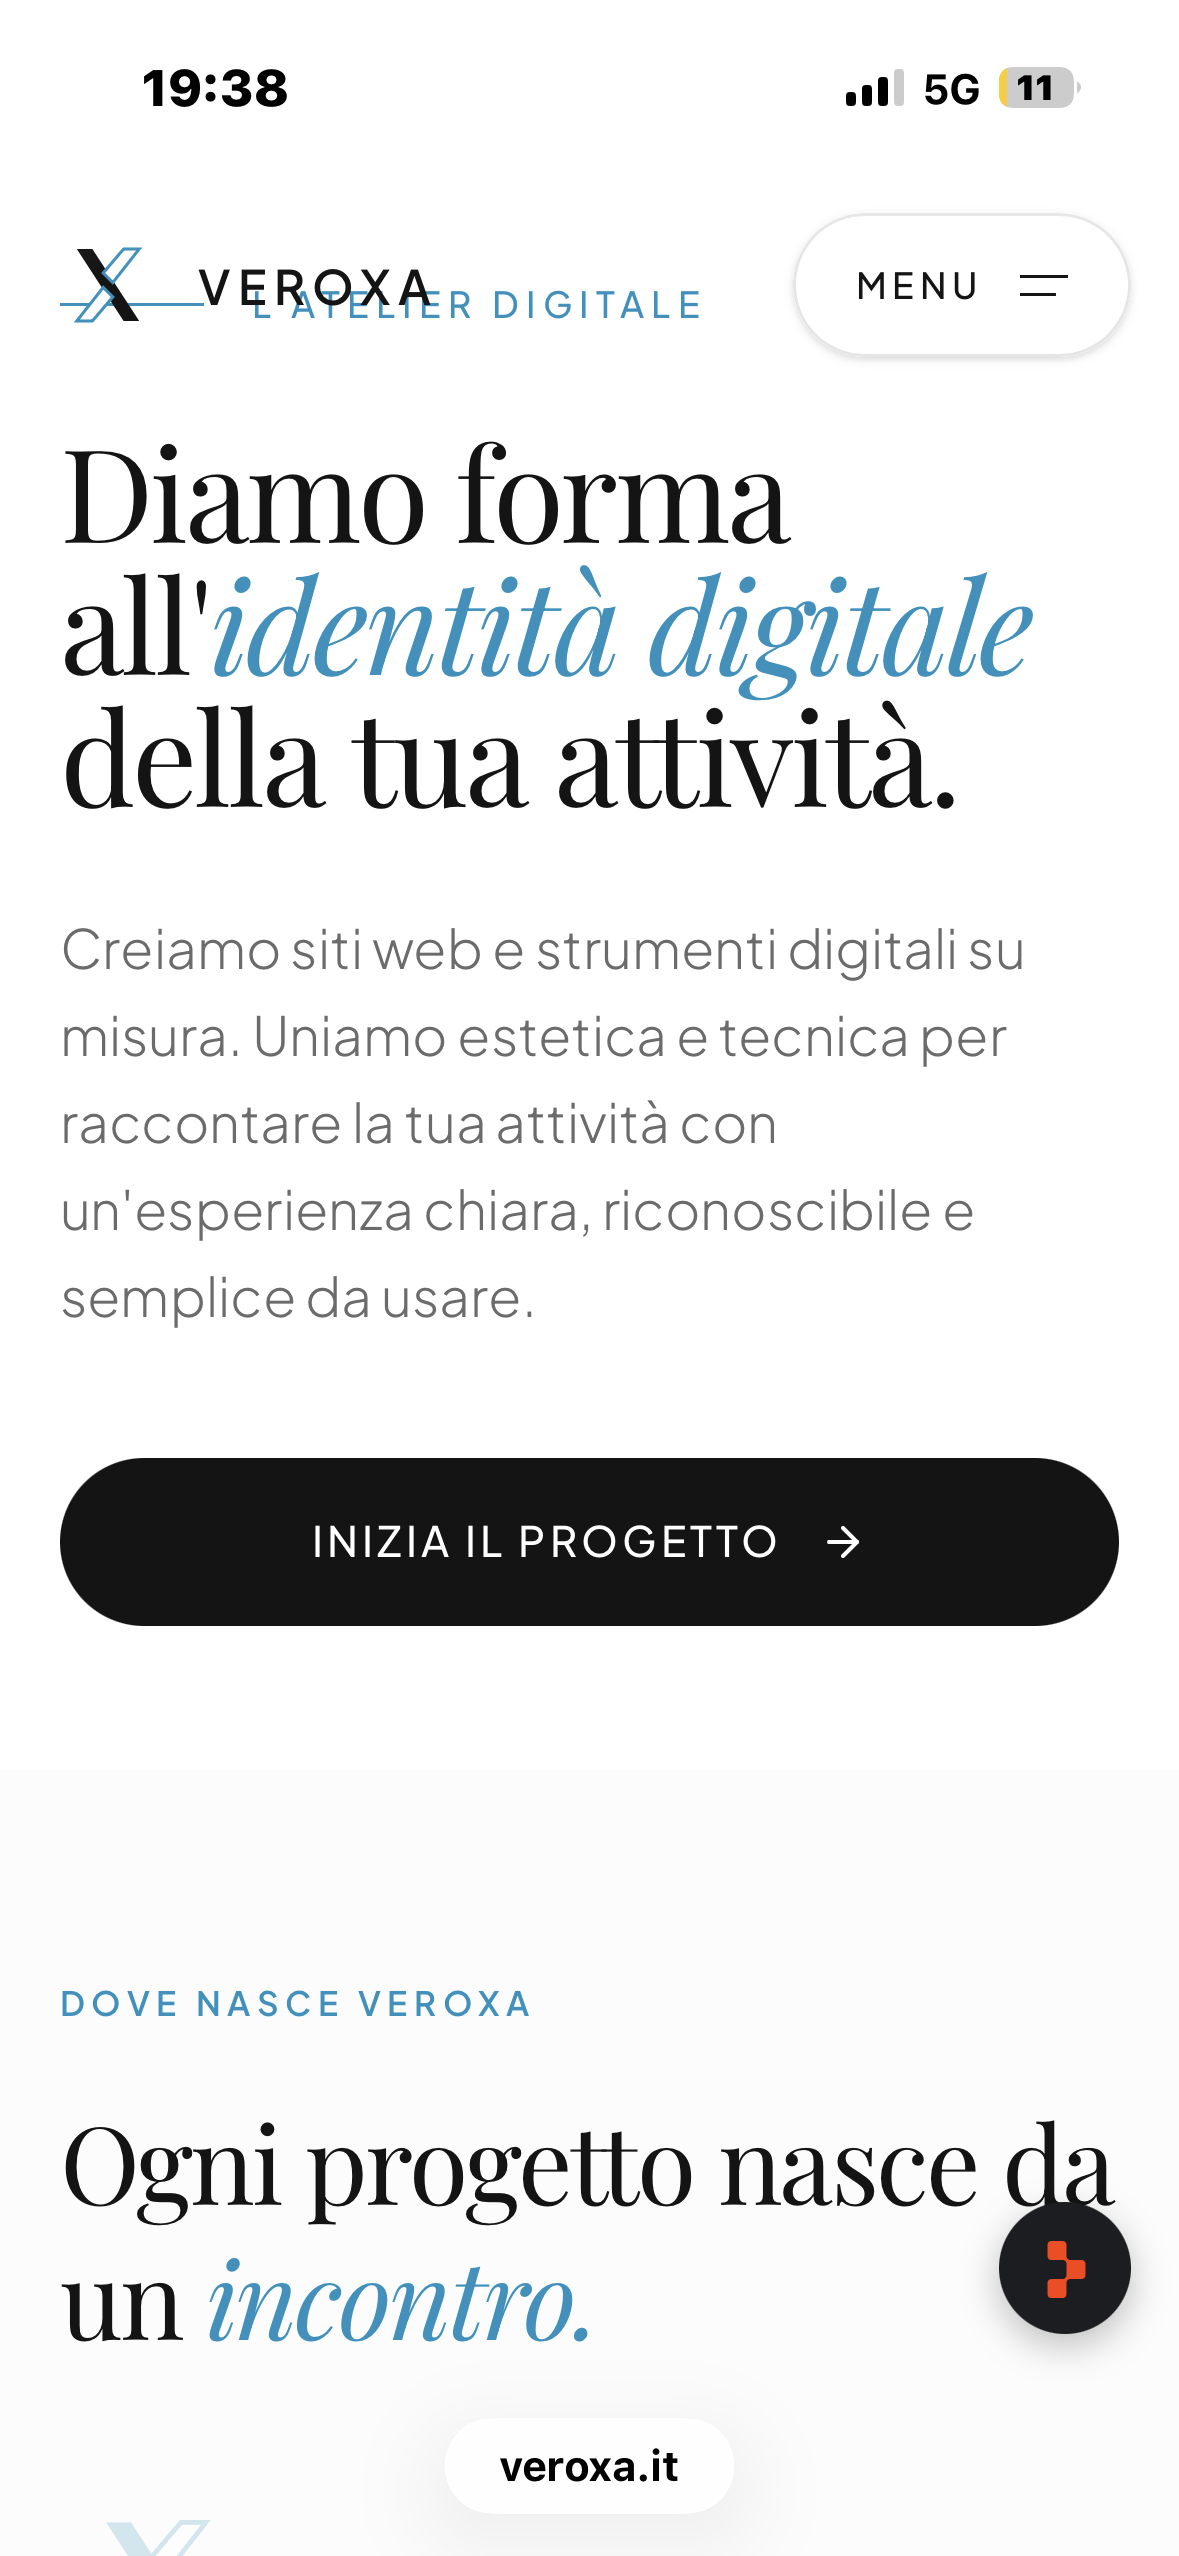 19:38
5G
11
VEROXA
L'ATELIER DIGITALE
MENU
Diamo forma
all'identità digitale
della tua attività.
Creiamo siti web e strumenti digitali su
misura. Uniamo estetica e tecnica per
raccontare la tua attività con
un'esperienza chiara, riconoscibile e
semplice da usare.
INIZIA IL PROGETTO →
DOVE NASCE VEROXA
Ogni progetto nasce da
un incontro.
veroxa.it